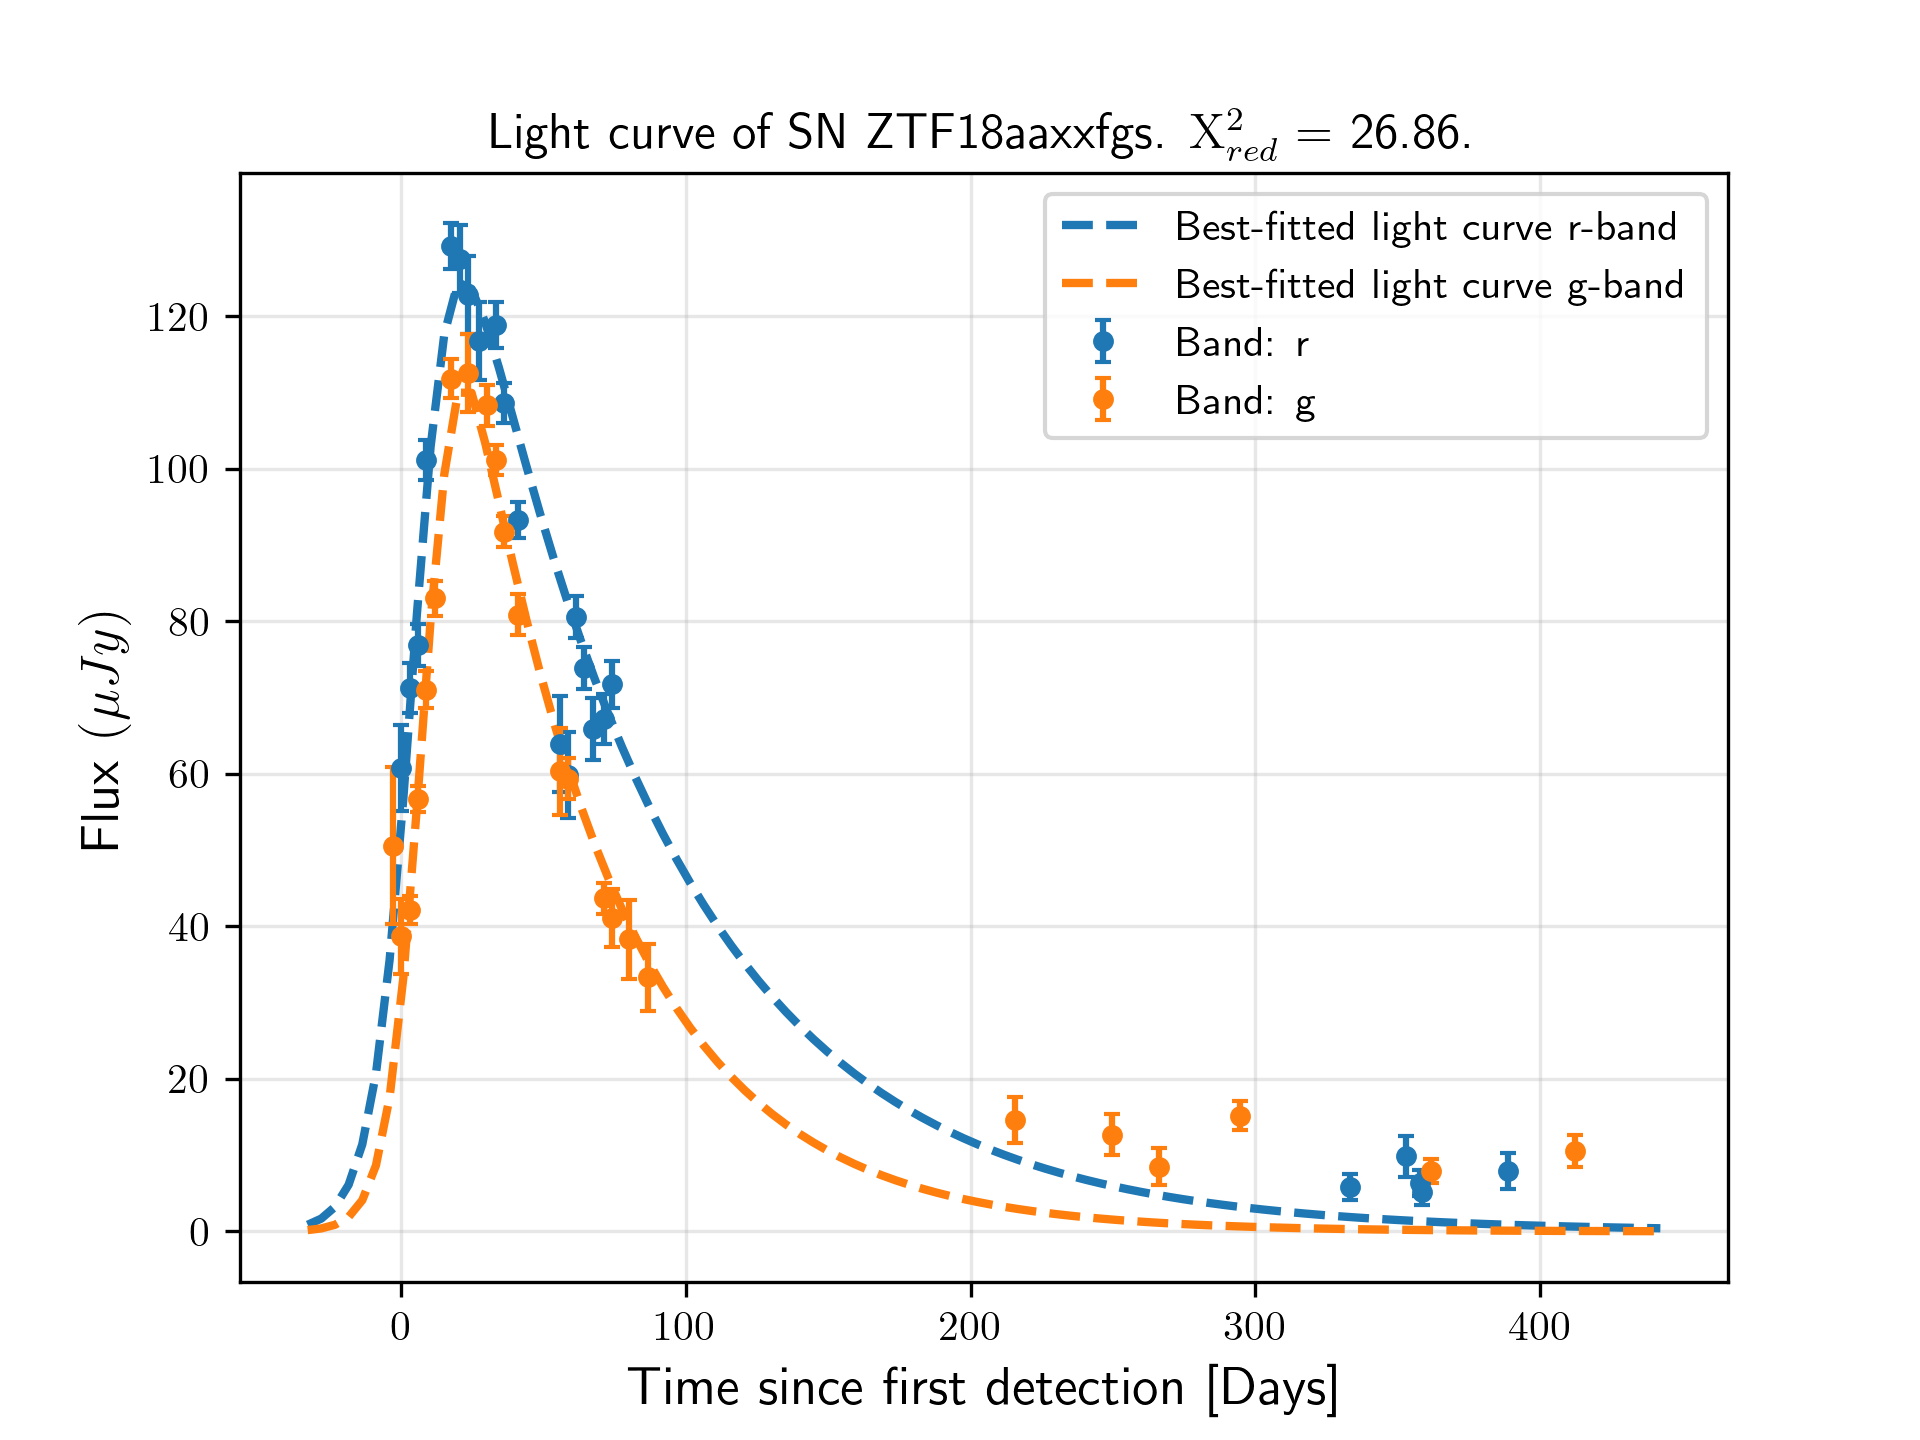 Light curve of SN ZTF18aaxxfgs. X²_red = 26.86.
Best-fitted light curve r-band
Best-fitted light curve g-band
Band: r
Band: g
Flux (μJy)
120
100
80
60
40
20
0
0 100 200 300 400
Time since first detection [Days]